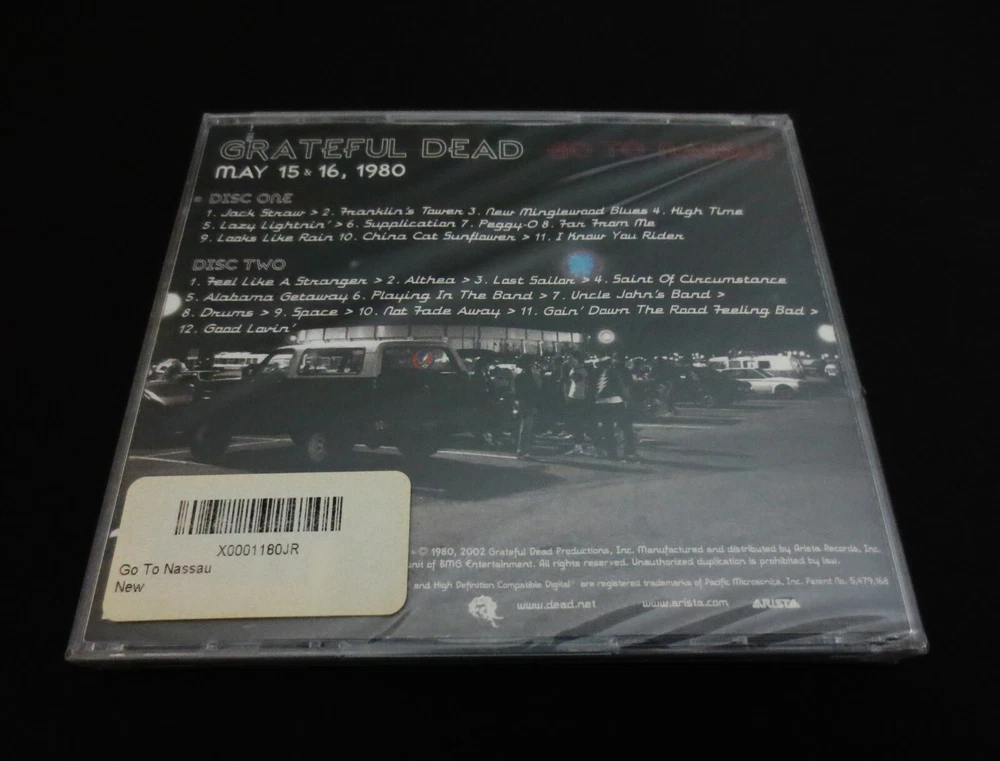 GRATEFUL DEAD GO TO NASSAU
MAY 15 & 16, 1980
DISC ONE
1. Jack Straw > 2. Franklin's Tower 3. New Minglewood Blues 4. High Time
5. Lazy Lightnin' > 6. Supplication 7. Peggy-O 8. Far From Me
9. Looks Like Rain 10. China Cat Sunflower > 11. I Know You Rider
DISC TWO
1. Feel Like A Stranger > 2. Althea > 3. Lost Sailor > 4. Saint Of Circumstance
5. Alabama Getaway 6. Playing In The Band > 7. Uncle John's Band >
8. Drums > 9. Space > 10. Not Fade Away > 11. Goin' Down The Road Feeling Bad >
12. Good Lovin'
X0001180JR
Go To Nassau
New
© 1980, 2002 Grateful Dead Productions, Inc. Manufactured and distributed by Arista Records, Inc.
unit of BMG Entertainment. All rights reserved. Unauthorized duplication is prohibited by law.
and High Definition Compatible Digital® are registered trademarks of Pacific Microsonics, Inc. Patent No. 5,479,168
www.dead.net www.arista.com ARISTA